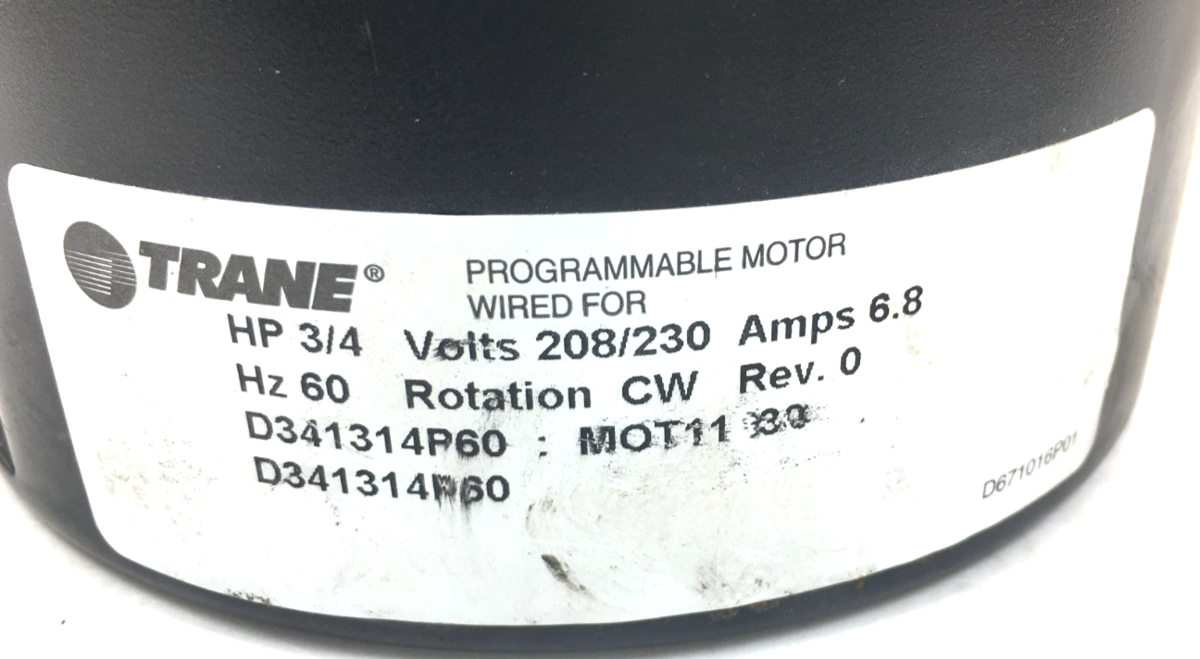 TRANE®
PROGRAMMABLE MOTOR
WIRED FOR
HP 3/4 Volts 208/230 Amps 6.8
Hz 60 Rotation CW Rev. 0
D341314P60 : MOT11
D341314P60
D671016P01